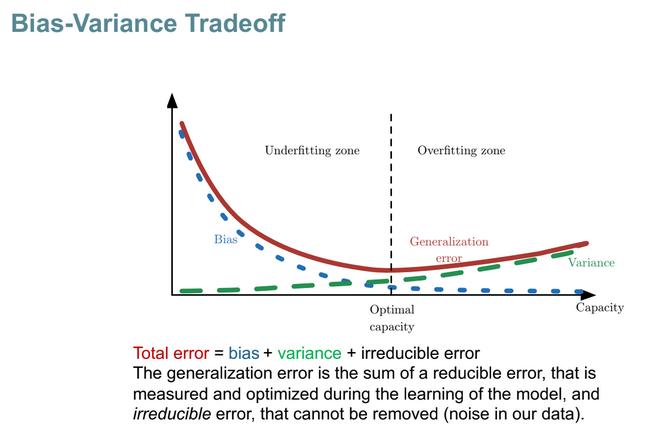 Bias-Variance Tradeoff
Underfitting zone
Overfitting zone
Bias
Generalization
error
Variance
Optimal
capacity
Capacity
Total error = bias + variance + irreducible error
The generalization error is the sum of a reducible error, that is
measured and optimized during the learning of the model, and
irreducible error, that cannot be removed (noise in our data).